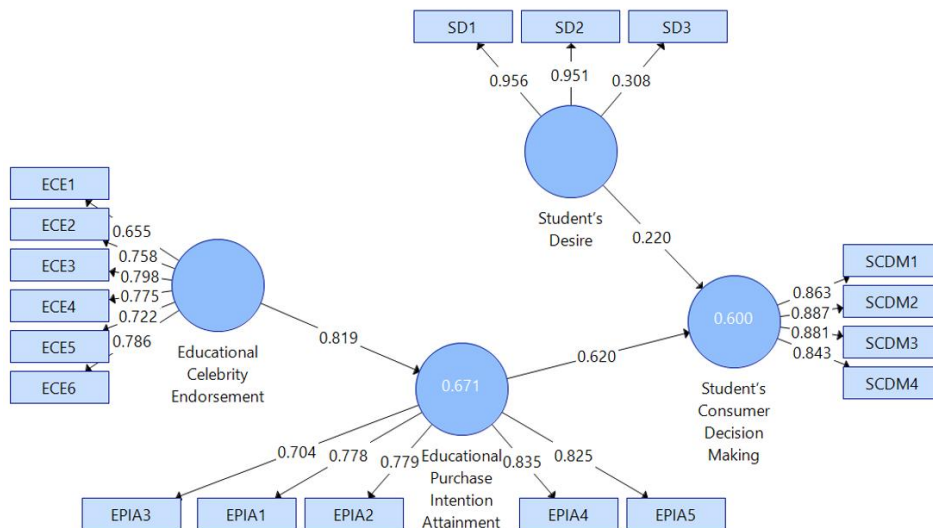 SD1
SD2
SD3
0.956
0.951
0.308
Student's
Desire
0.220
ECE1
ECE2
ECE3
ECE4
ECE5
ECE6
0.655
0.758
0.798
0.775
0.722
0.786
Educational
Celebrity
Endorsement
0.819
0.671
Educational
Purchase
Intention
Attainment
0.620
0.600
Student's
Consumer
Decision
Making
0.863
0.887
0.881
0.843
SCDM1
SCDM2
SCDM3
SCDM4
0.704
0.778
0.779
0.835
0.825
EPIA3
EPIA1
EPIA2
EPIA4
EPIA5